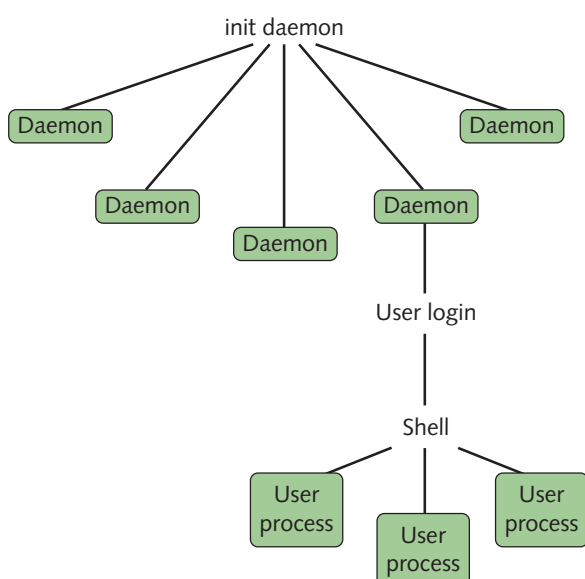 init daemon
Daemon
Daemon
Daemon
Daemon
Daemon
User login
Shell
User
process
User
process
User
process